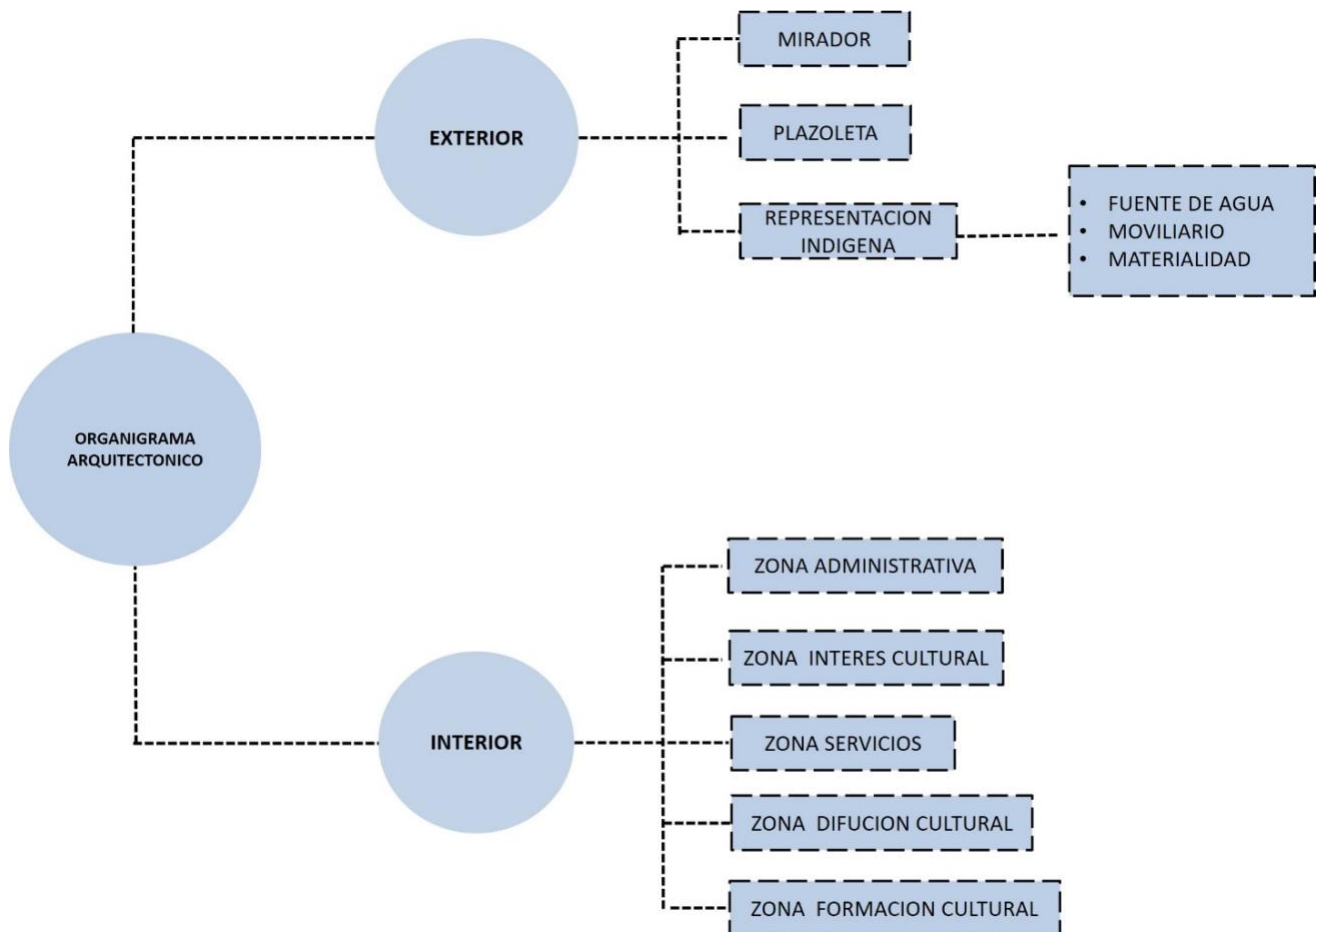 MIRADOR
EXTERIOR
PLAZOLETA
REPRESENTACION
INDIGENA
• FUENTE DE AGUA
• MOVILIARIO
• MATERIALIDAD
ORGANIGRAMA
ARQUITECTONICO
ZONA ADMINISTRATIVA
ZONA INTERES CULTURAL
INTERIOR
ZONA SERVICIOS
ZONA DIFUCION CULTURAL
ZONA FORMACION CULTURAL